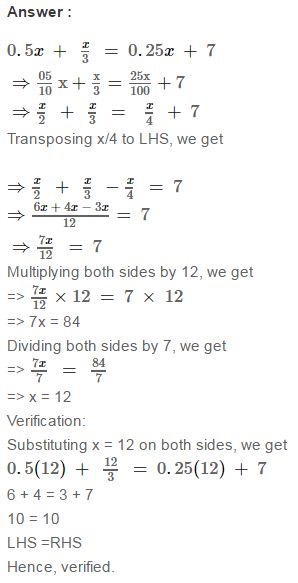 Answer :
0.5x + x/3 = 0.25x + 7
⇒ 05/10 x + x/3 = 25x/100 + 7
⇒ x/2 + x/3 = x/4 + 7
Transposing x/4 to LHS, we get
⇒ x/2 + x/3 − x/4 = 7
⇒ (6x + 4x − 3x)/12 = 7
⇒ 7x/12 = 7
Multiplying both sides by 12, we get
=> 7x/12 × 12 = 7 × 12
=> 7x = 84
Dividing both sides by 7, we get
=> 7x/7 = 84/7
=> x = 12
Verification:
Substituting x = 12 on both sides, we get
0.5(12) + 12/3 = 0.25(12) + 7
6 + 4 = 3 + 7
10 = 10
LHS =RHS
Hence, verified.